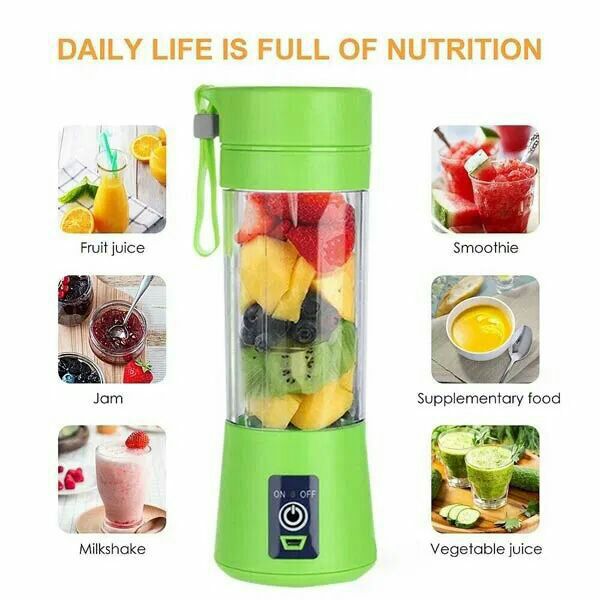 DAILY LIFE IS FULL OF NUTRITION
Fruit juice
Smoothie
Jam
Supplementary food
ON OFF
Milkshake
Vegetable juice